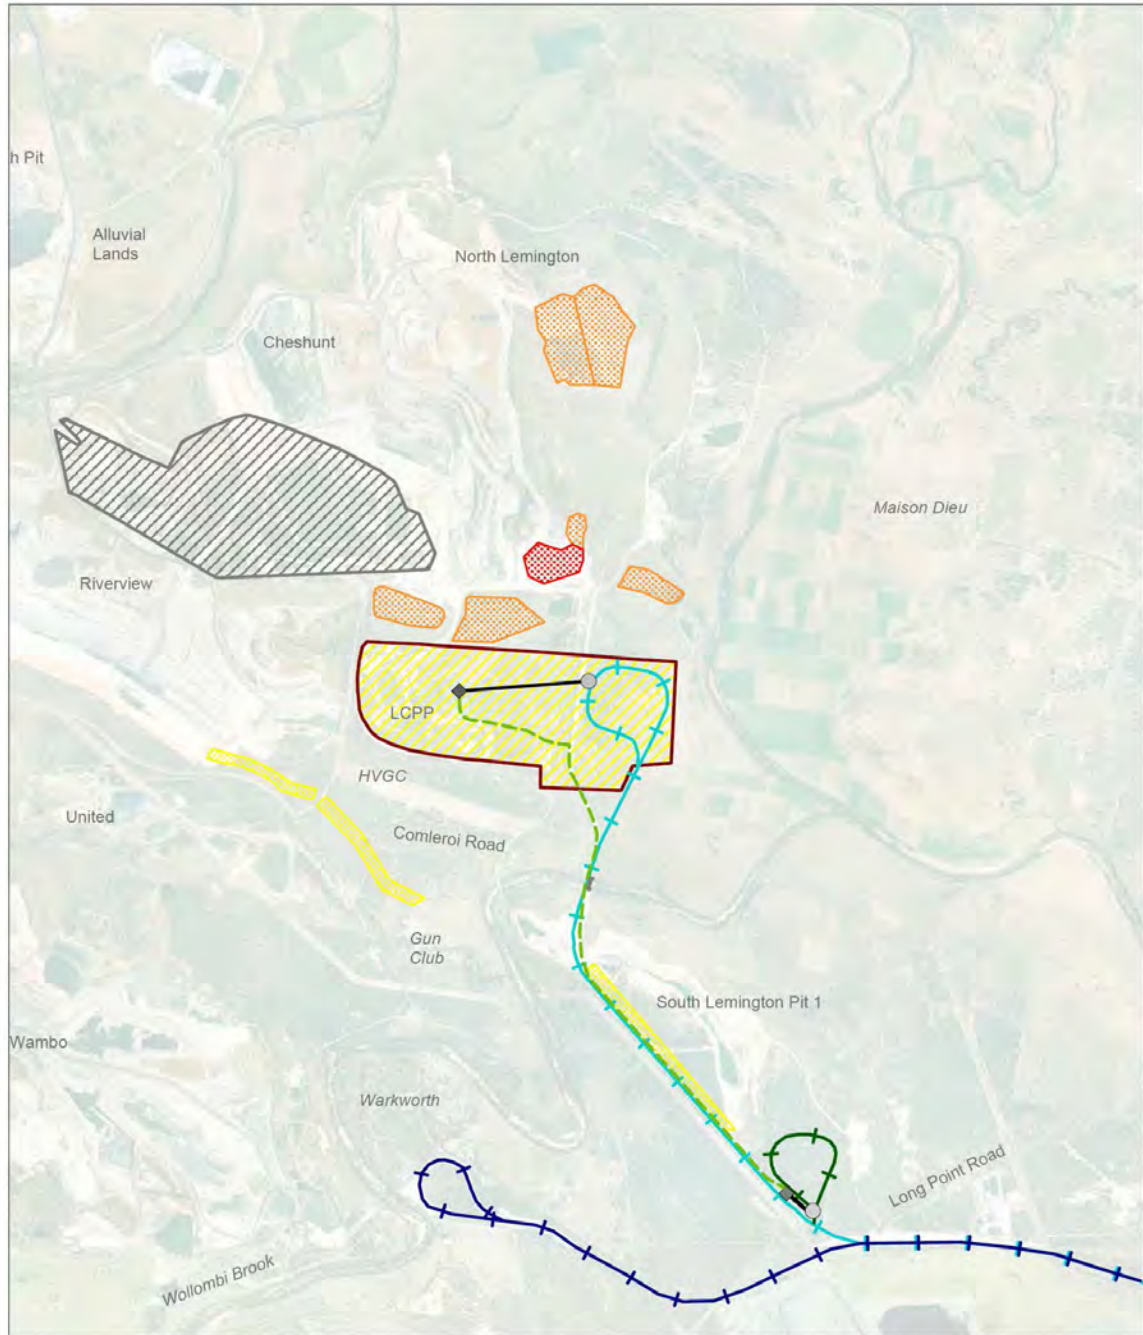 h Pit
Alluvial
Lands
North Lemington
Cheshunt
Maison Dieu
Riverview
LCPP
HVGC
United
Comleroi Road
Gun
Club
South Lemington Pit 1
Wambo
Warkworth
Long Point Road
Wollombi Brook